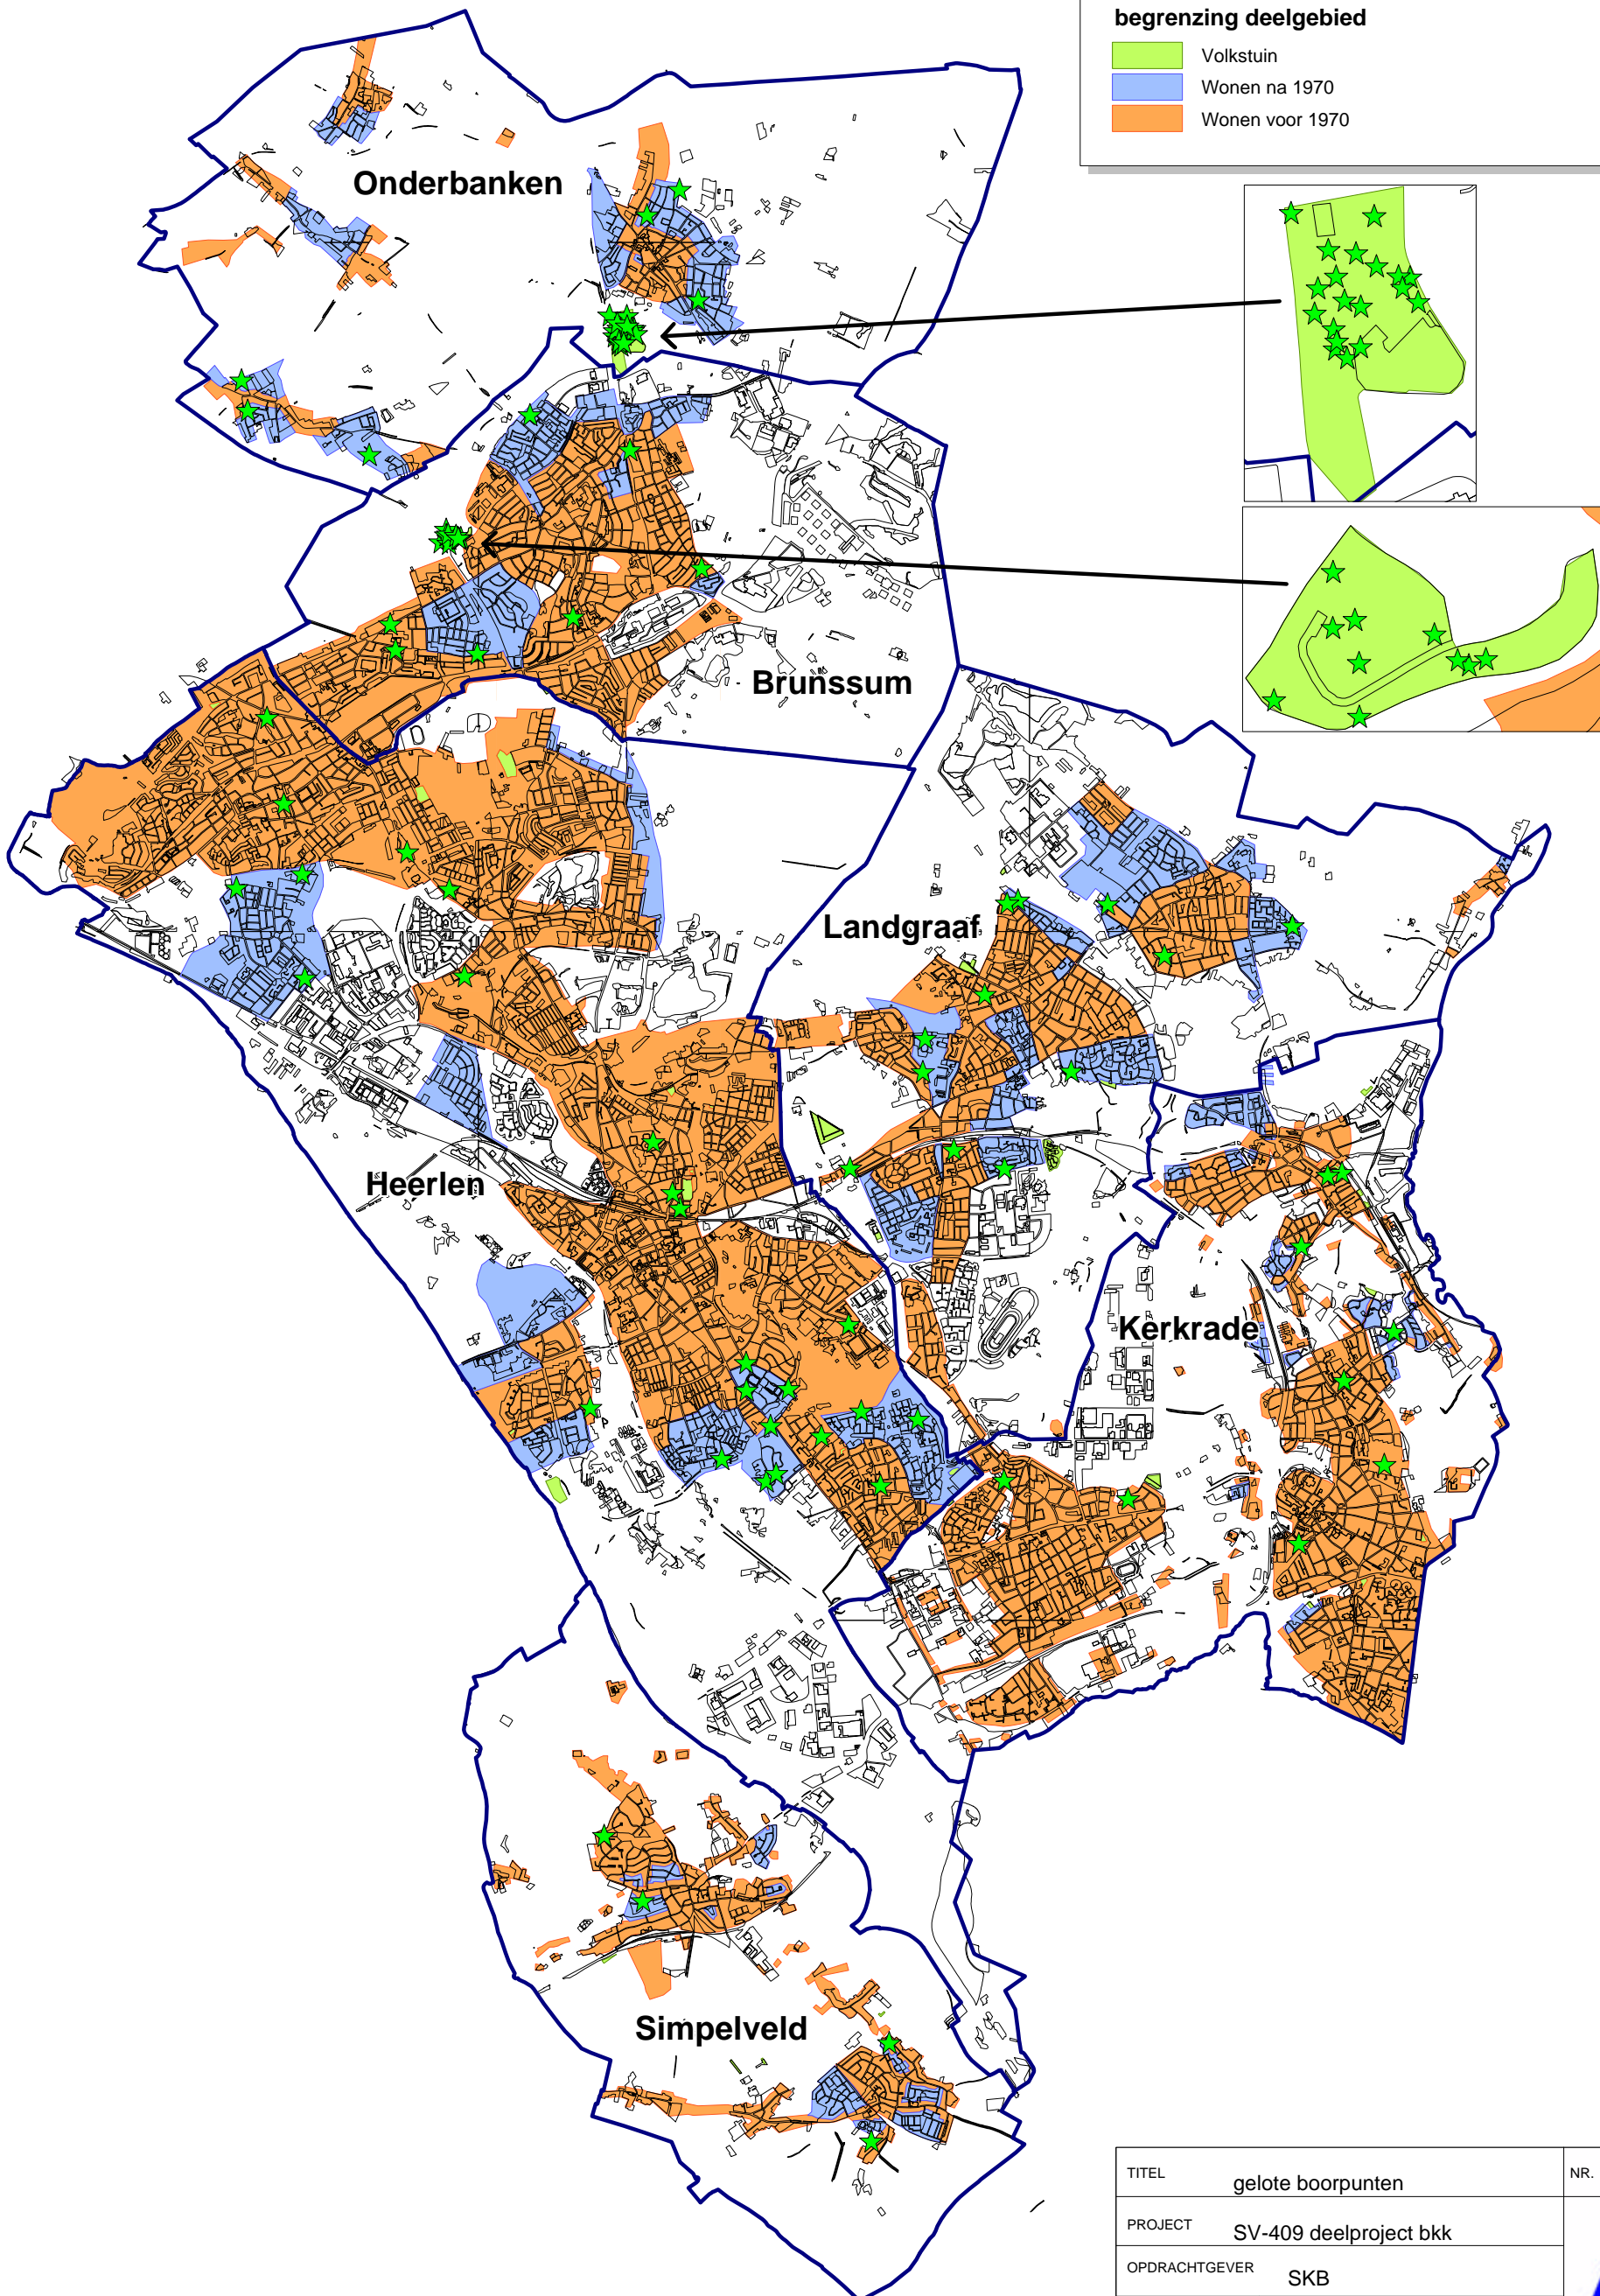 begrenzing deelgebied
Volkstuin
Wonen na 1970
Wonen voor 1970
Onderbanken
Brunssum
Landgraaf
Heerlen
Kerkrade
Simpelveld
TITEL gelote boorpunten NR.
PROJECT SV-409 deelproject bkk
OPDRACHTGEVER SKB